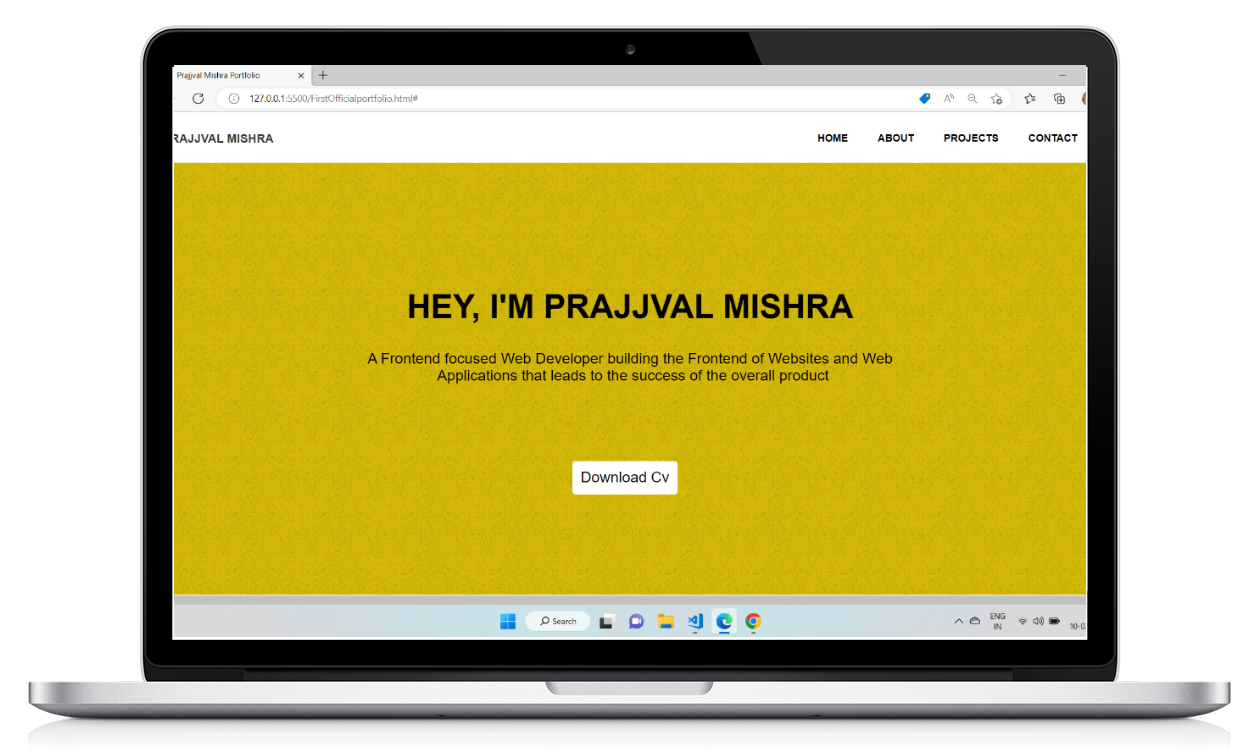 Prajjval Mishra Portfolio
127.0.0.1:5500/FirstOfficialportfolio.html#
RAJJVAL MISHRA
HOME ABOUT PROJECTS CONTACT
HEY, I'M PRAJJVAL MISHRA
A Frontend focused Web Developer building the Frontend of Websites and Web
Applications that leads to the success of the overall product
Download Cv
Search
ENG
IN
10-0